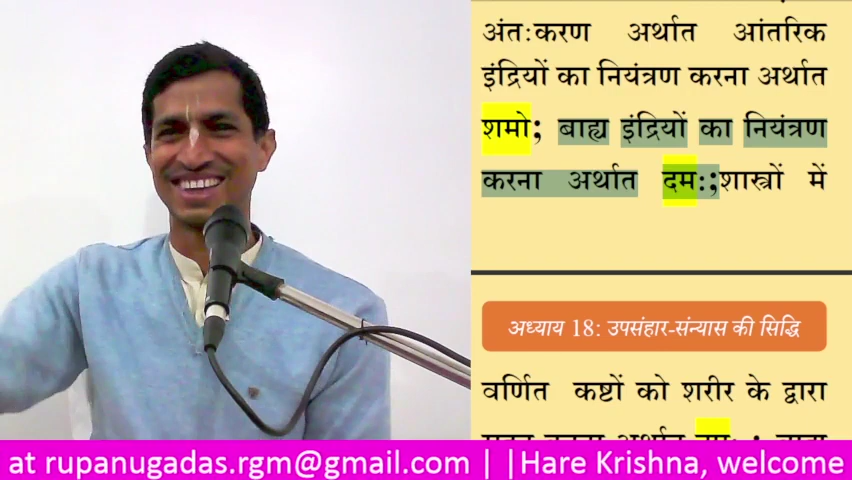 अंतःकरण अर्थात आंतरिक
इंद्रियों का नियंत्रण करना अर्थात
शमो; बाह्य इंद्रियों का नियंत्रण
करना अर्थात दमः;शास्त्रों में
अध्याय 18: उपसंहार-संन्यास की सिद्धि
वर्णित कष्टों को शरीर के द्वारा
at rupanugadas.rgm@gmail.com | |Hare Krishna, welcome